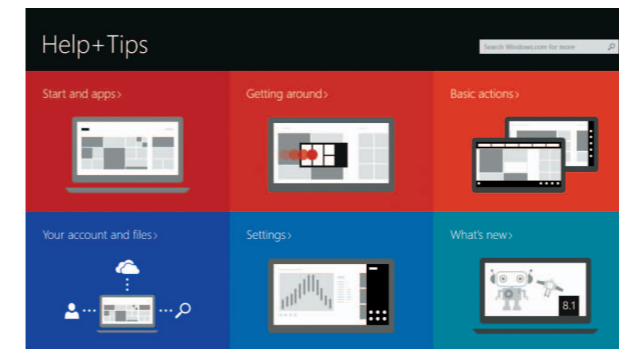 Help+Tips
Search Windows.com for more
Start and apps›
Getting around›
Basic actions›
Your account and files›
Settings›
What's new›
8.1